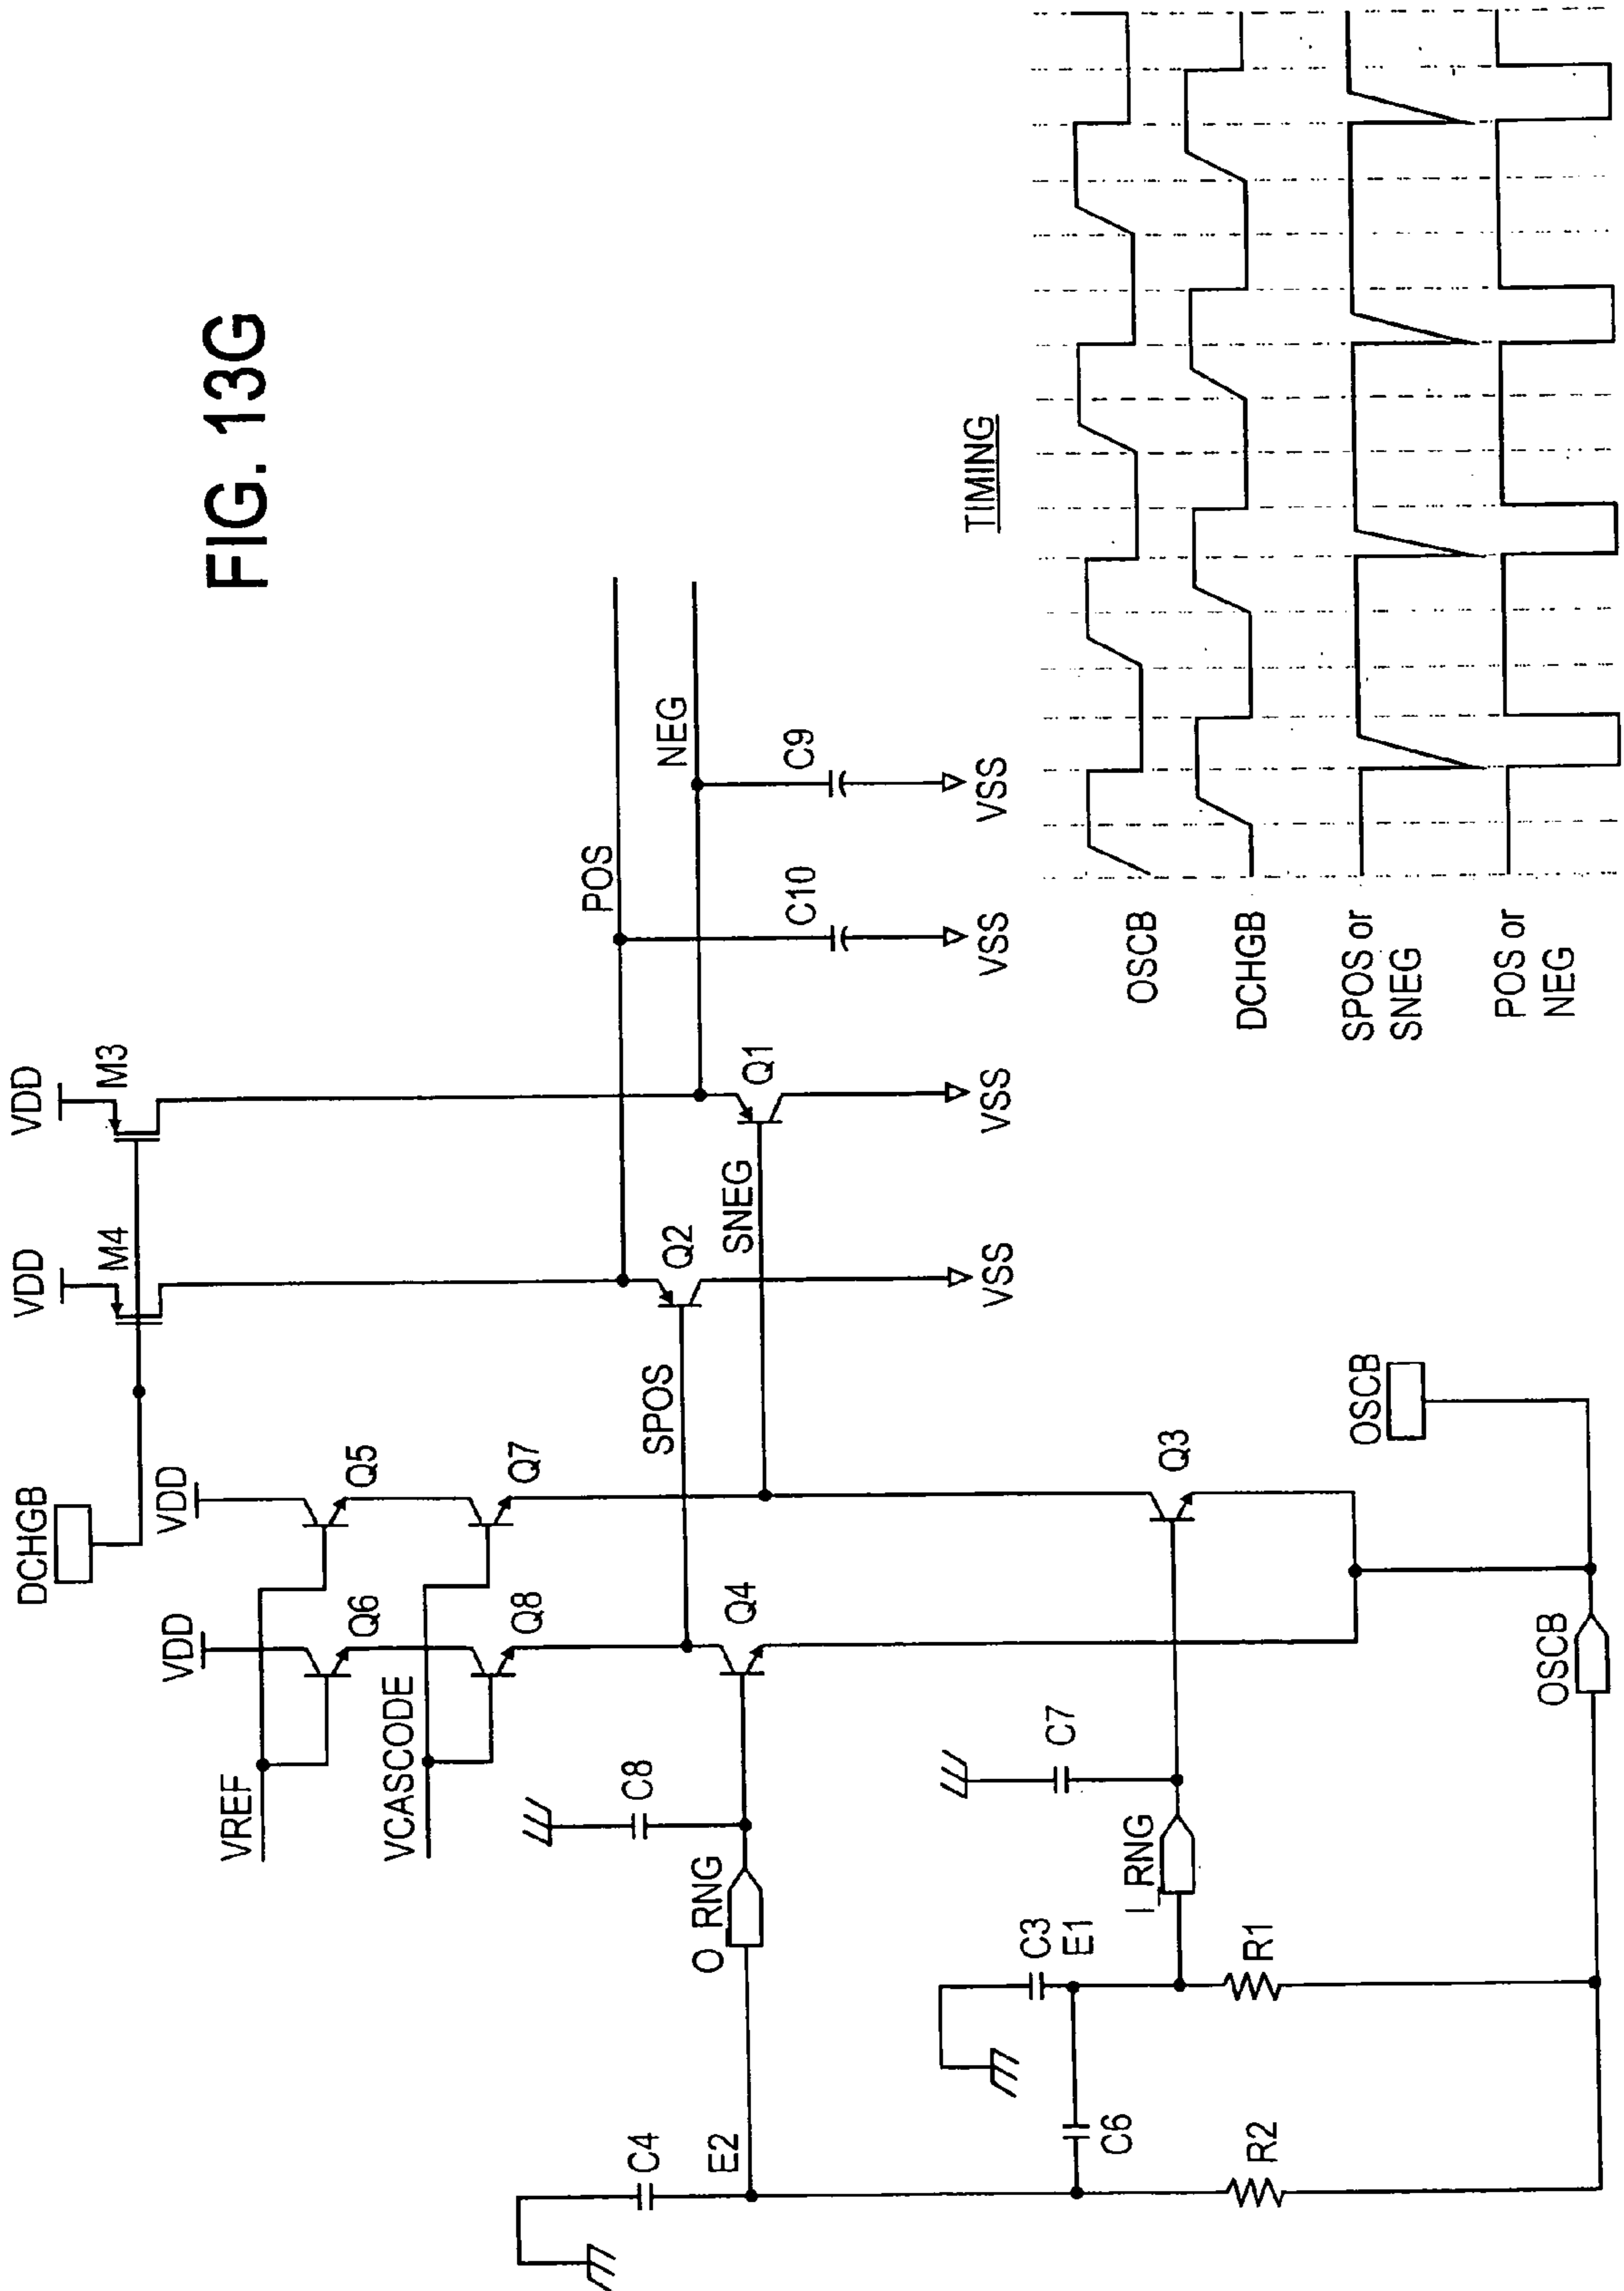 FIG. 13G
DCHGB
VDD
VDD
M4
M3
VDD
VDD
Q6
Q5
VREF
VCASCODE
Q8
Q7
POS
NEG
C10
C9
VSS
VSS
SPOS
Q2
SNEG
Q1
VSS
VSS
C8
O_RNG
Q4
C4
E2
C7
I_RNG
Q3
C3
E1
C6
R2
R1
OSCB
OSCB
TIMING
OSCB
DCHGB
SPOS or
SNEG
POS or
NEG